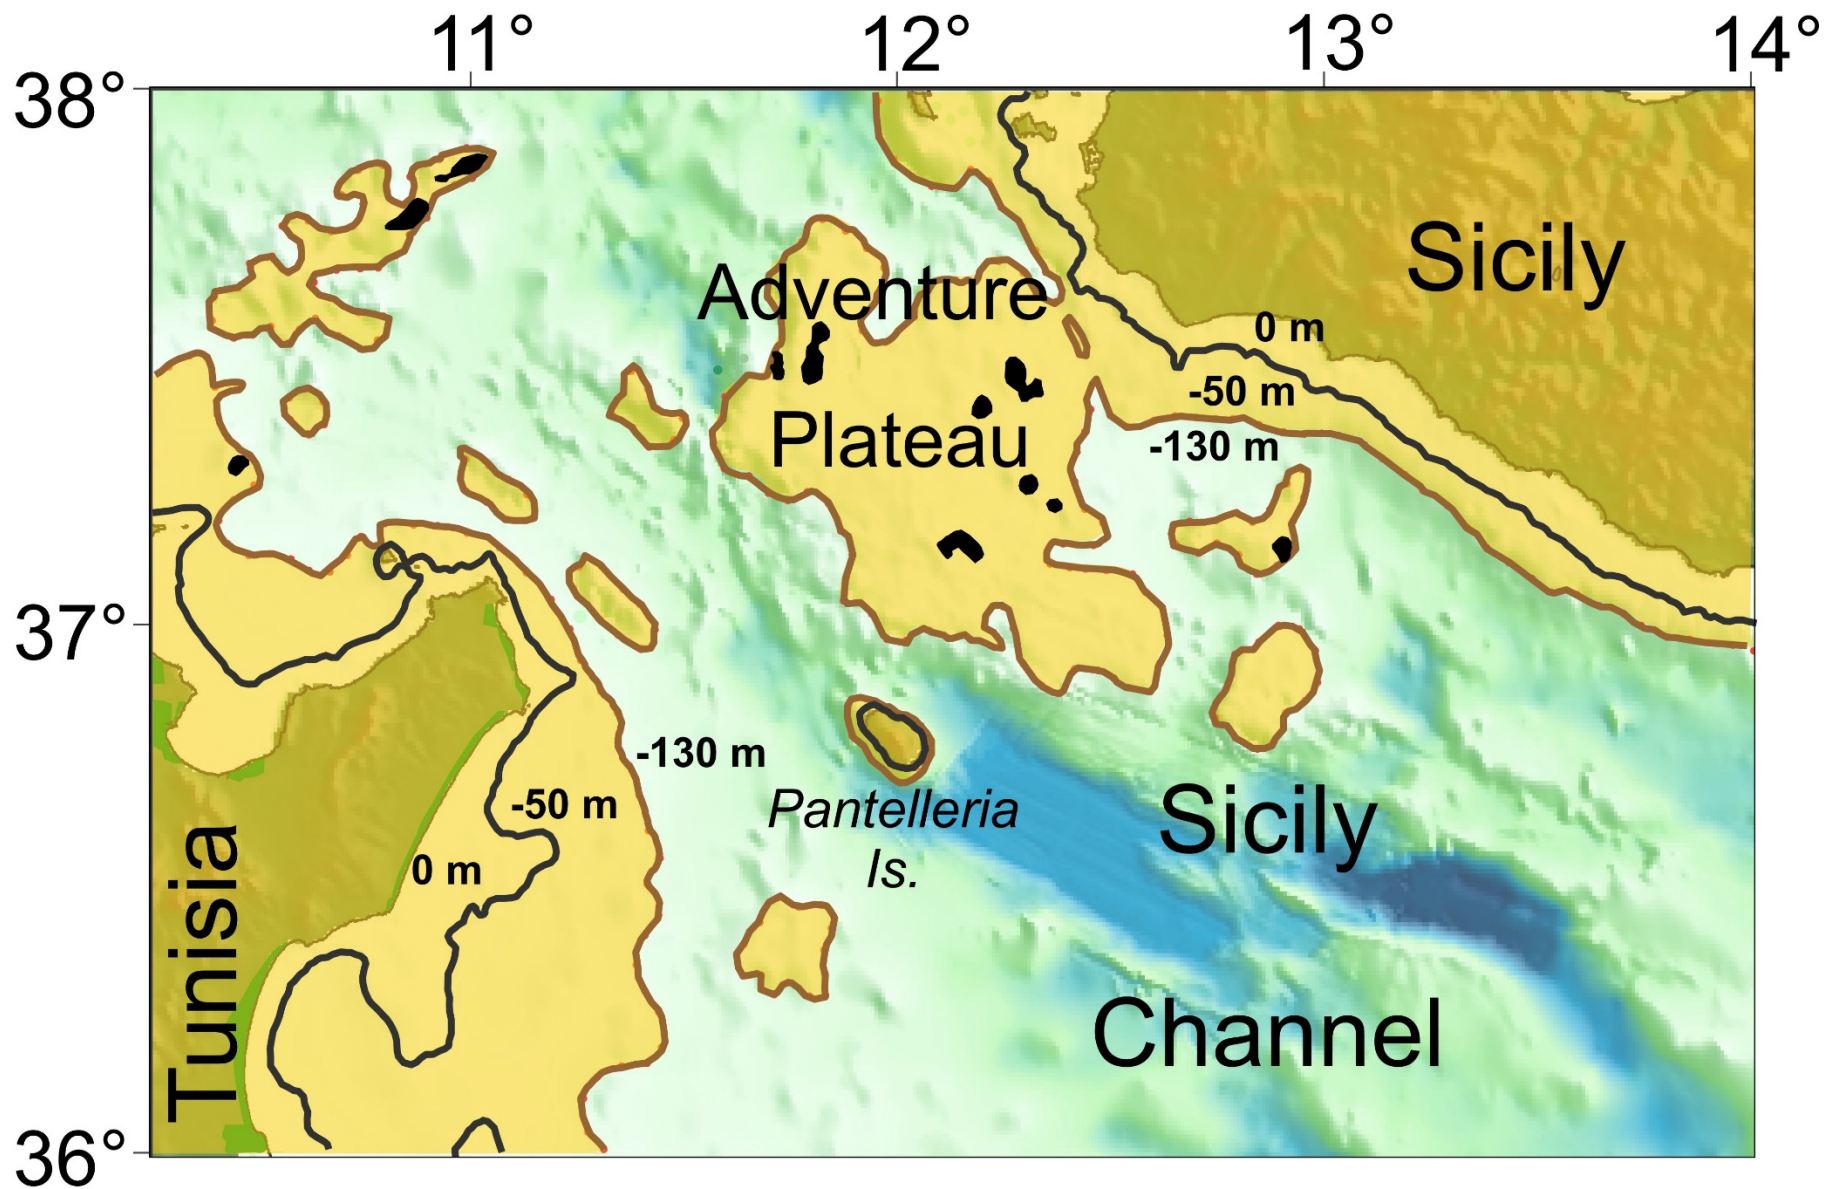 11°
12°
13°
14°
38°
Sicily
Adventure
0 m
-50 m
Plateau
-130 m
37°
-130 m
-50 m
Pantelleria
Is.
Sicily
0 m
Tunisia
Channel
36°